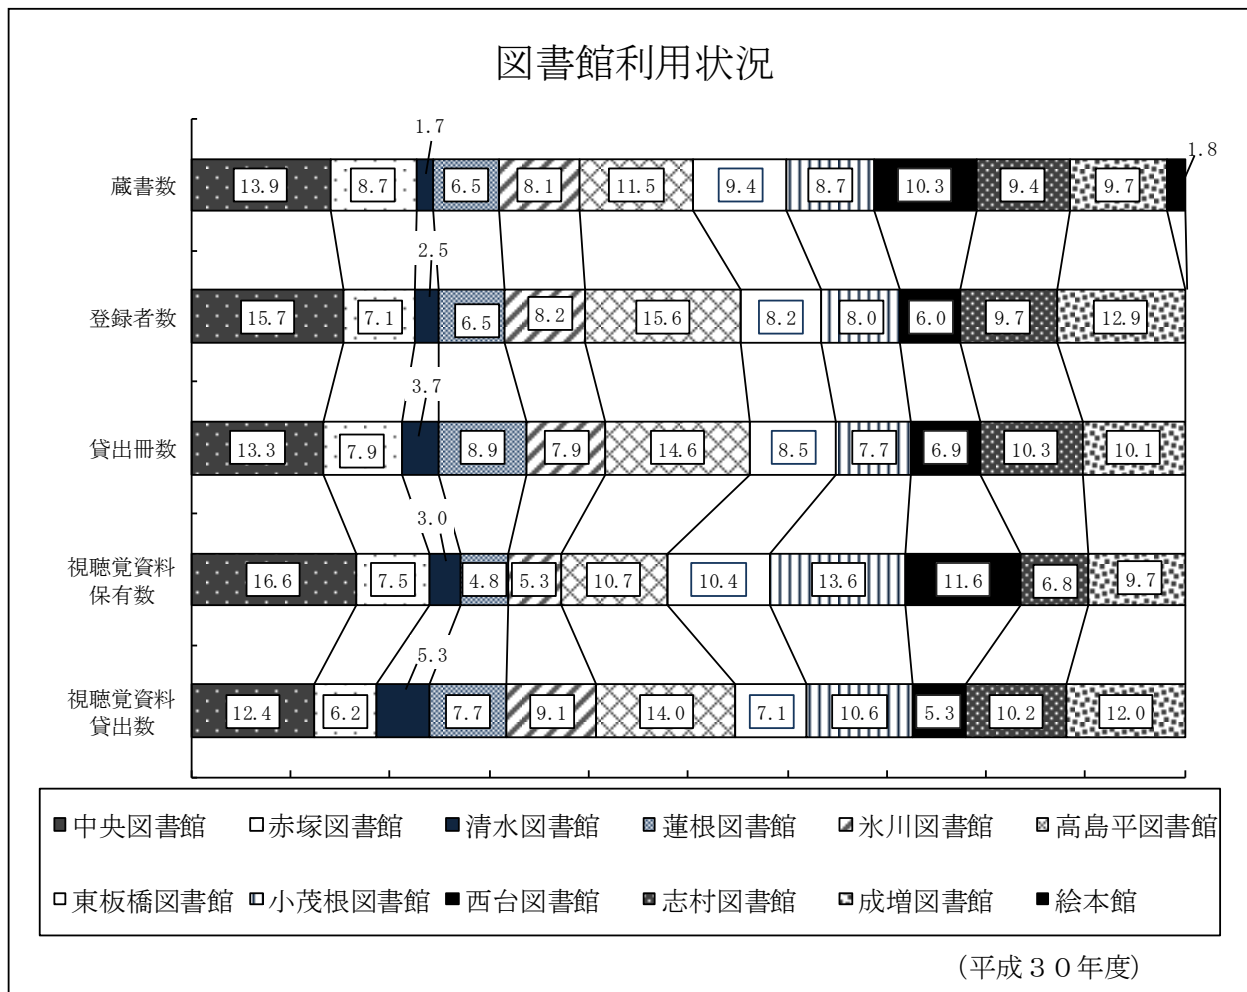 図書館利用状況
1.7
1.8
蔵書数
13.9 8.7 6.5 8.1 11.5 9.4 8.7 10.3 9.4 9.7
2.5
登録者数
15.7 7.1 6.5 8.2 15.6 8.2 8.0 6.0 9.7 12.9
3.7
貸出冊数
13.3 7.9 8.9 7.9 14.6 8.5 7.7 6.9 10.3 10.1
3.0
視聴覚資料
保有数
16.6 7.5 4.8 5.3 10.7 10.4 13.6 11.6 6.8 9.7
5.3
視聴覚資料
貸出数
12.4 6.2 7.7 9.1 14.0 7.1 10.6 5.3 10.2 12.0
中央図書館 赤塚図書館 清水図書館 蓮根図書館 氷川図書館 高島平図書館
東板橋図書館 小茂根図書館 西台図書館 志村図書館 成増図書館 絵本館
（平成３０年度）